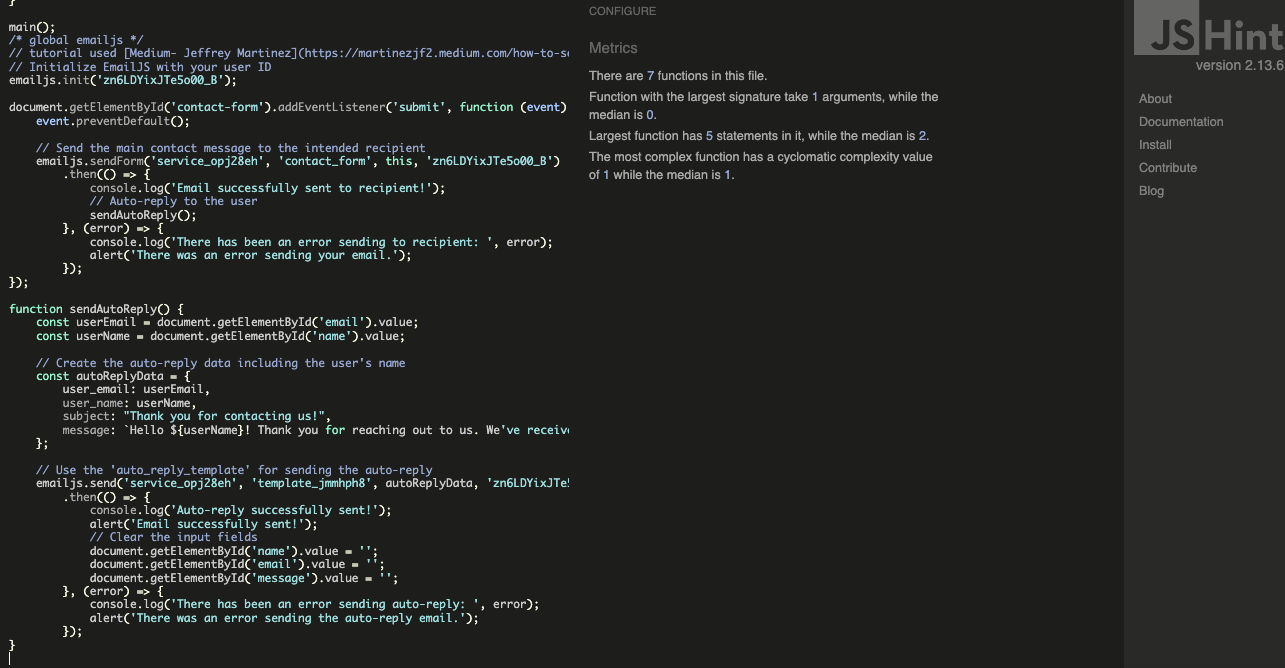 }
main();
/* global emailjs */
// tutorial used [Medium- Jeffrey Martinez](https://martinezjf2.medium.com/how-to-se
// Initialize EmailJS with your user ID
emailjs.init('zn6LDYixJTe5o00_B');
document.getElementById('contact-form').addEventListener('submit', function (event)
    event.preventDefault();
    // Send the main contact message to the intended recipient
    emailjs.sendForm('service_opj28eh', 'contact_form', this, 'zn6LDYixJTe5o00_B')
        .then(() => {
            console.log('Email successfully sent to recipient!');
            // Auto-reply to the user
            sendAutoReply();
        }, (error) => {
            console.log('There has been an error sending to recipient: ', error);
            alert('There was an error sending your email.');
        });
});
function sendAutoReply() {
    const userEmail = document.getElementById('email').value;
    const userName = document.getElementById('name').value;
    // Create the auto-reply data including the user's name
    const autoReplyData = {
        user_email: userEmail,
        user_name: userName,
        subject: "Thank you for contacting us!",
        message: `Hello ${userName}! Thank you for reaching out to us. We've receive
    };
    // Use the 'auto_reply_template' for sending the auto-reply
    emailjs.send('service_opj28eh', 'template_jmmhph8', autoReplyData, 'zn6LDYixJTe5
        .then(() => {
            console.log('Auto-reply successfully sent!');
            alert('Email successfully sent!');
            // Clear the input fields
            document.getElementById('name').value = '';
            document.getElementById('email').value = '';
            document.getElementById('message').value = '';
        }, (error) => {
            console.log('There has been an error sending auto-reply: ', error);
            alert('There was an error sending the auto-reply email.');
        });
}
CONFIGURE
Metrics
There are 7 functions in this file.
Function with the largest signature take 1 arguments, while the
median is 0.
Largest function has 5 statements in it, while the median is 2.
The most complex function has a cyclomatic complexity value
of 1 while the median is 1.
JSHint
version 2.13.6
About
Documentation
Install
Contribute
Blog